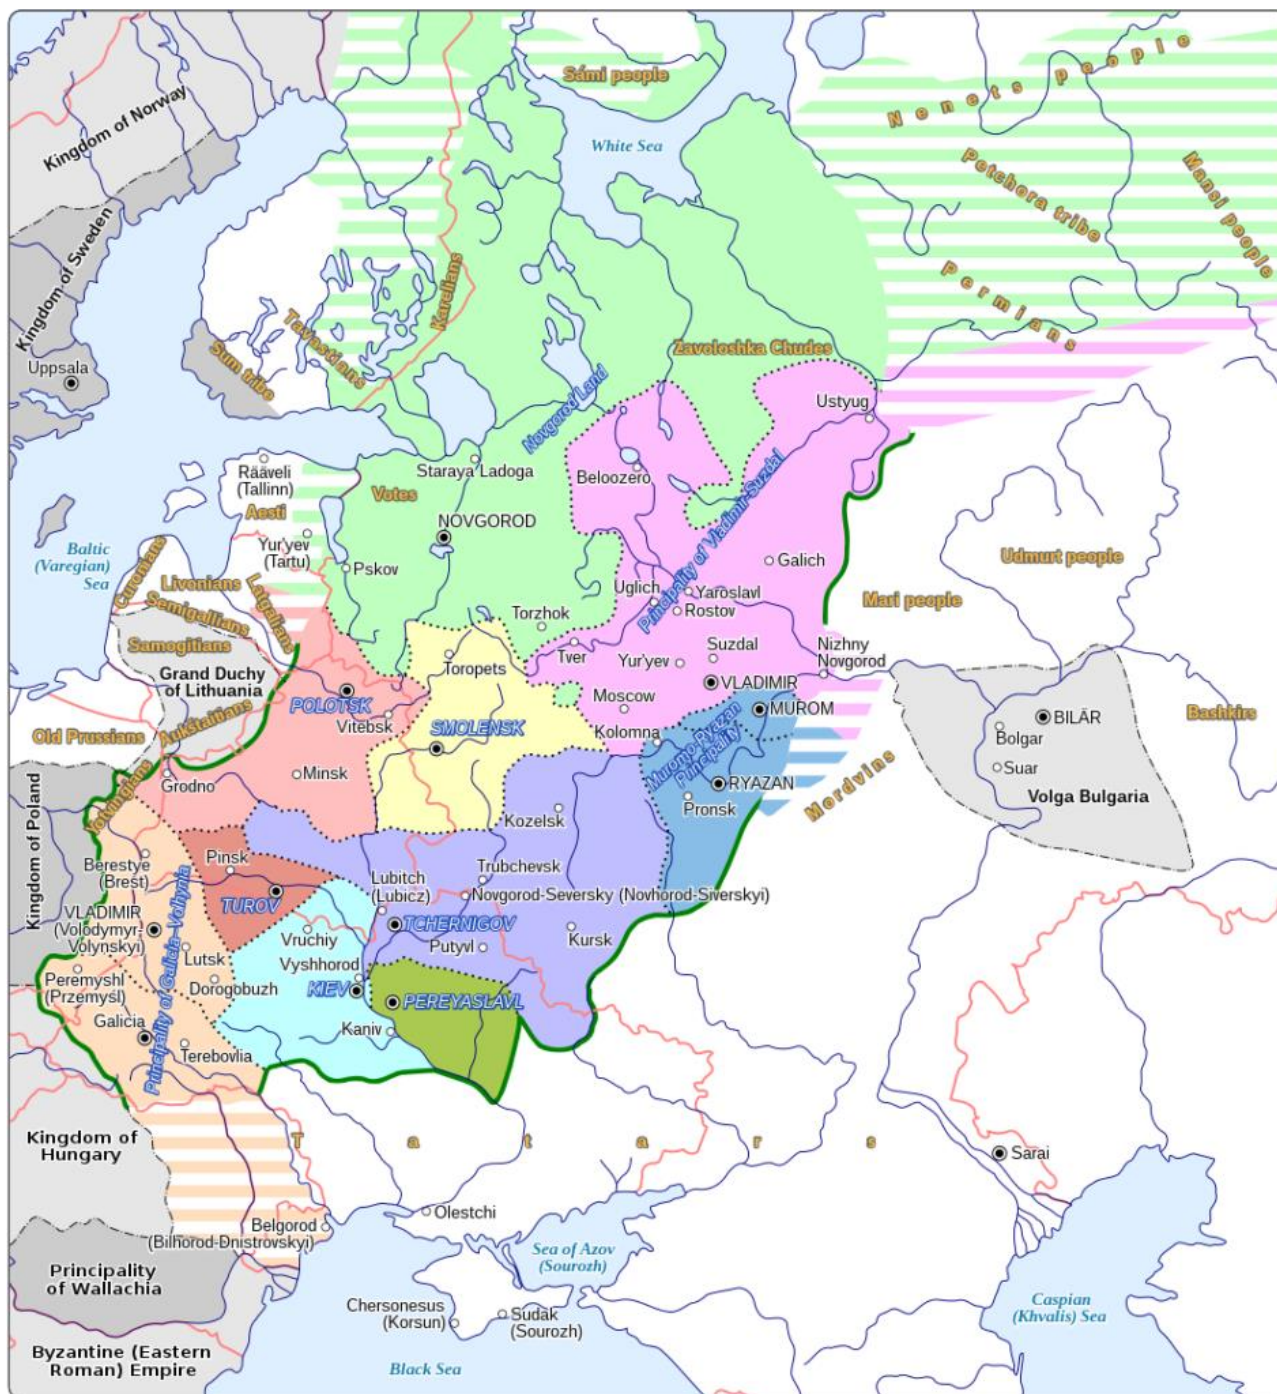 Sámi people
Nenets people
Kingdom of Norway
White Sea
Petchora tribe
Mansi people
Kingdom of Sweden
Karelians
Permians
Tavastians
Sum tribe
Zavoloshka Chudes
Uppsala
Novgorod Land
Ustyug
Rääveli
(Tallinn)
Staraya Ladoga
Beloozero
Votes
Aesti
NOVGOROD
Principality of Vladimir-Suzdal
Baltic
(Varegian)
Sea
Yur'yev
(Tartu)
Pskov
Galich
Udmurt people
Curonians
Livonians
Latgalians
Semigallians
Uglich
Yaroslavl
Rostov
Mari people
Torzhok
Samogitians
Tver
Suzdal
Nizhny
Novgorod
Yur'yev
Toropets
Grand Duchy
of Lithuania
POLOTSK
VLADIMIR
Moscow
MUROM
Aukštaitians
Vitebsk
SMOLENSK
Kolomna
Muromo-Ryazan
Principality
BILÄR
Bolgar
Bashkirs
Old Prussians
Suar
Minsk
Grodno
RYAZAN
Mordvins
Volga Bulgaria
Yotvingians
Pronsk
Kingdom of Poland
Kozelsk
Berestye
(Brest)
Pinsk
Trubchevsk
Lubitch
(Lubicz)
Novgorod-Seversky (Novhorod-Siverskyi)
TUROV
VLADIMIR
(Volodymyr-
Volynskyi)
Principality of Galicia-Volhynia
TCHERNIGOV
Vruchiy
Putyvl
Kursk
Lutsk
Vyshhorod
Peremyshl
(Przemyśl)
Dorogobuzh
KIEV
PEREYASLAVL
Galicia
Kaniv
Terebovlia
Kingdom of
Hungary
Tatars
Sarai
Belgorod
(Bilhorod-Dnistrovskyi)
Olestchi
Sea of Azov
(Sourozh)
Principality
of Wallachia
Chersonesus
(Korsun)
Sudak
(Sourozh)
Caspian
(Khvalis) Sea
Byzantine (Eastern
Roman) Empire
Black Sea